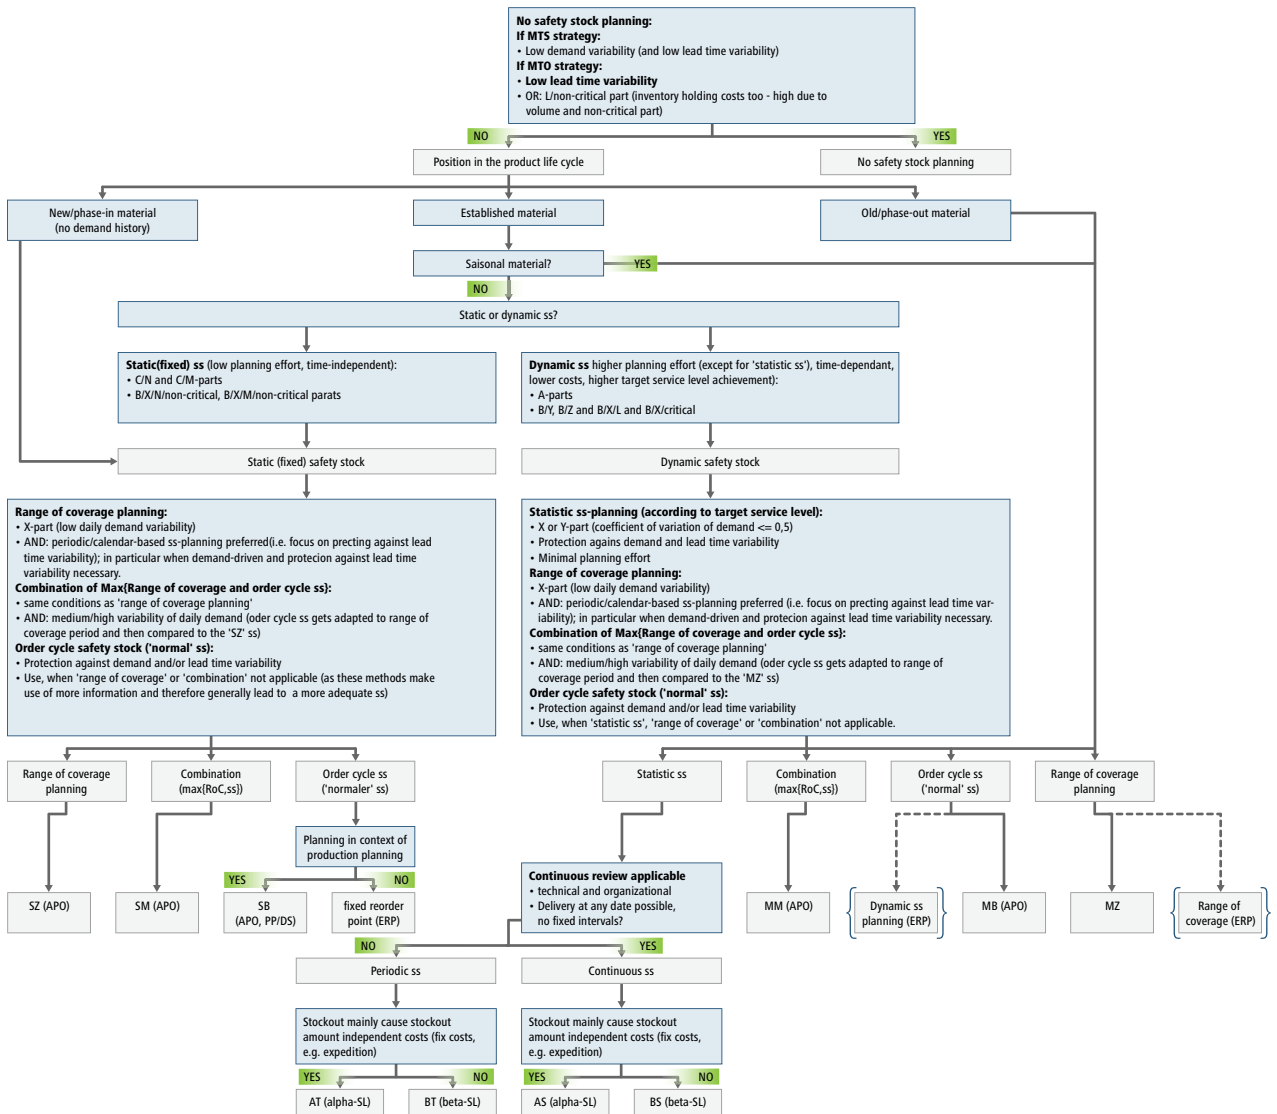 No safety stock planning:
If MTS strategy:
• Low demand variability (and low lead time variability)
If MTO strategy:
• Low lead time variability
• OR: L/non-critical part (inventory holding costs too - high due to
volume and non-critical part)
NO
YES
Position in the product life cycle
No safety stock planning
New/phase-in material
(no demand history)
Established material
Old/phase-out material
Saisonal material?
YES
NO
Static or dynamic ss?
Static(fixed) ss (low planning effort, time-independent):
• C/N and C/M-parts
• B/X/N/non-critical, B/X/M/non-critical parats
Dynamic ss higher planning effort (except for 'statistic ss'), time-dependant,
lower costs, higher target service level achievement):
• A-parts
• B/Y, B/Z and B/X/L and B/X/critical
Static (fixed) safety stock
Dynamic safety stock
Range of coverage planning:
• X-part (low daily demand variability)
• AND: periodic/calendar-based ss-planning preferred(i.e. focus on precting against lead
time variability); in particular when demand-driven and protecion against lead time
variability necessary.
Combination of Max{Range of coverage and order cycle ss}:
• same conditions as 'range of coverage planning'
• AND: medium/high variability of daily demand (oder cycle ss gets adapted to range of
coverage period and then compared to the 'SZ' ss)
Order cycle safety stock ('normal' ss):
• Protection against demand and/or lead time variability
• Use, when 'range of coverage' or 'combination' not applicable (as these methods make
use of more information and therefore generally lead to a more adequate ss)
Statistic ss-planning (according to target service level):
• X or Y-part (coefficient of variation of demand <= 0,5)
• Protection agains demand and lead time variability
• Minimal planning effort
Range of coverage planning:
• X-part (low daily demand variability)
• AND: periodic/calendar-based ss-planning preferred (i.e. focus on precting against lead time var-
iability); in particular when demand-driven and protecion against lead time variability necessary.
Combination of Max{Range of coverage and order cycle ss}:
• same conditions as 'range of coverage planning'
• AND: medium/high variability of daily demand (oder cycle ss gets adapted to range of
coverage period and then compared to the 'MZ' ss)
Order cycle safety stock ('normal' ss):
• Protection against demand and/or lead time variability
• Use, when 'statistic ss', 'range of coverage' or 'combination' not applicable.
Range of coverage
planning
Combination
(max{RoC,ss})
Order cycle ss
('normaler' ss)
Statistic ss
Combination
(max{RoC,ss})
Order cycle ss
('normal' ss)
Range of coverage
planning
Planning in context of
production planning
YES
NO
Continuous review applicable
• technical and organizational
• Delivery at any date possible,
no fixed intervals?
SZ (APO)
SM (APO)
SB
(APO, PP/DS)
fixed reorder
point (ERP)
MM (APO)
Dynamic ss
planning (ERP)
MB (APO)
MZ
Range of
coverage (ERP)
NO
YES
Periodic ss
Continuous ss
Stockout mainly cause stockout
amount independent costs (fix costs,
e.g. expedition)
Stockout mainly cause stockout
amount independent costs (fix costs,
e.g. expedition)
YES
NO
YES
NO
AT (alpha-SL)
BT (beta-SL)
AS (alpha-SL)
BS (beta-SL)